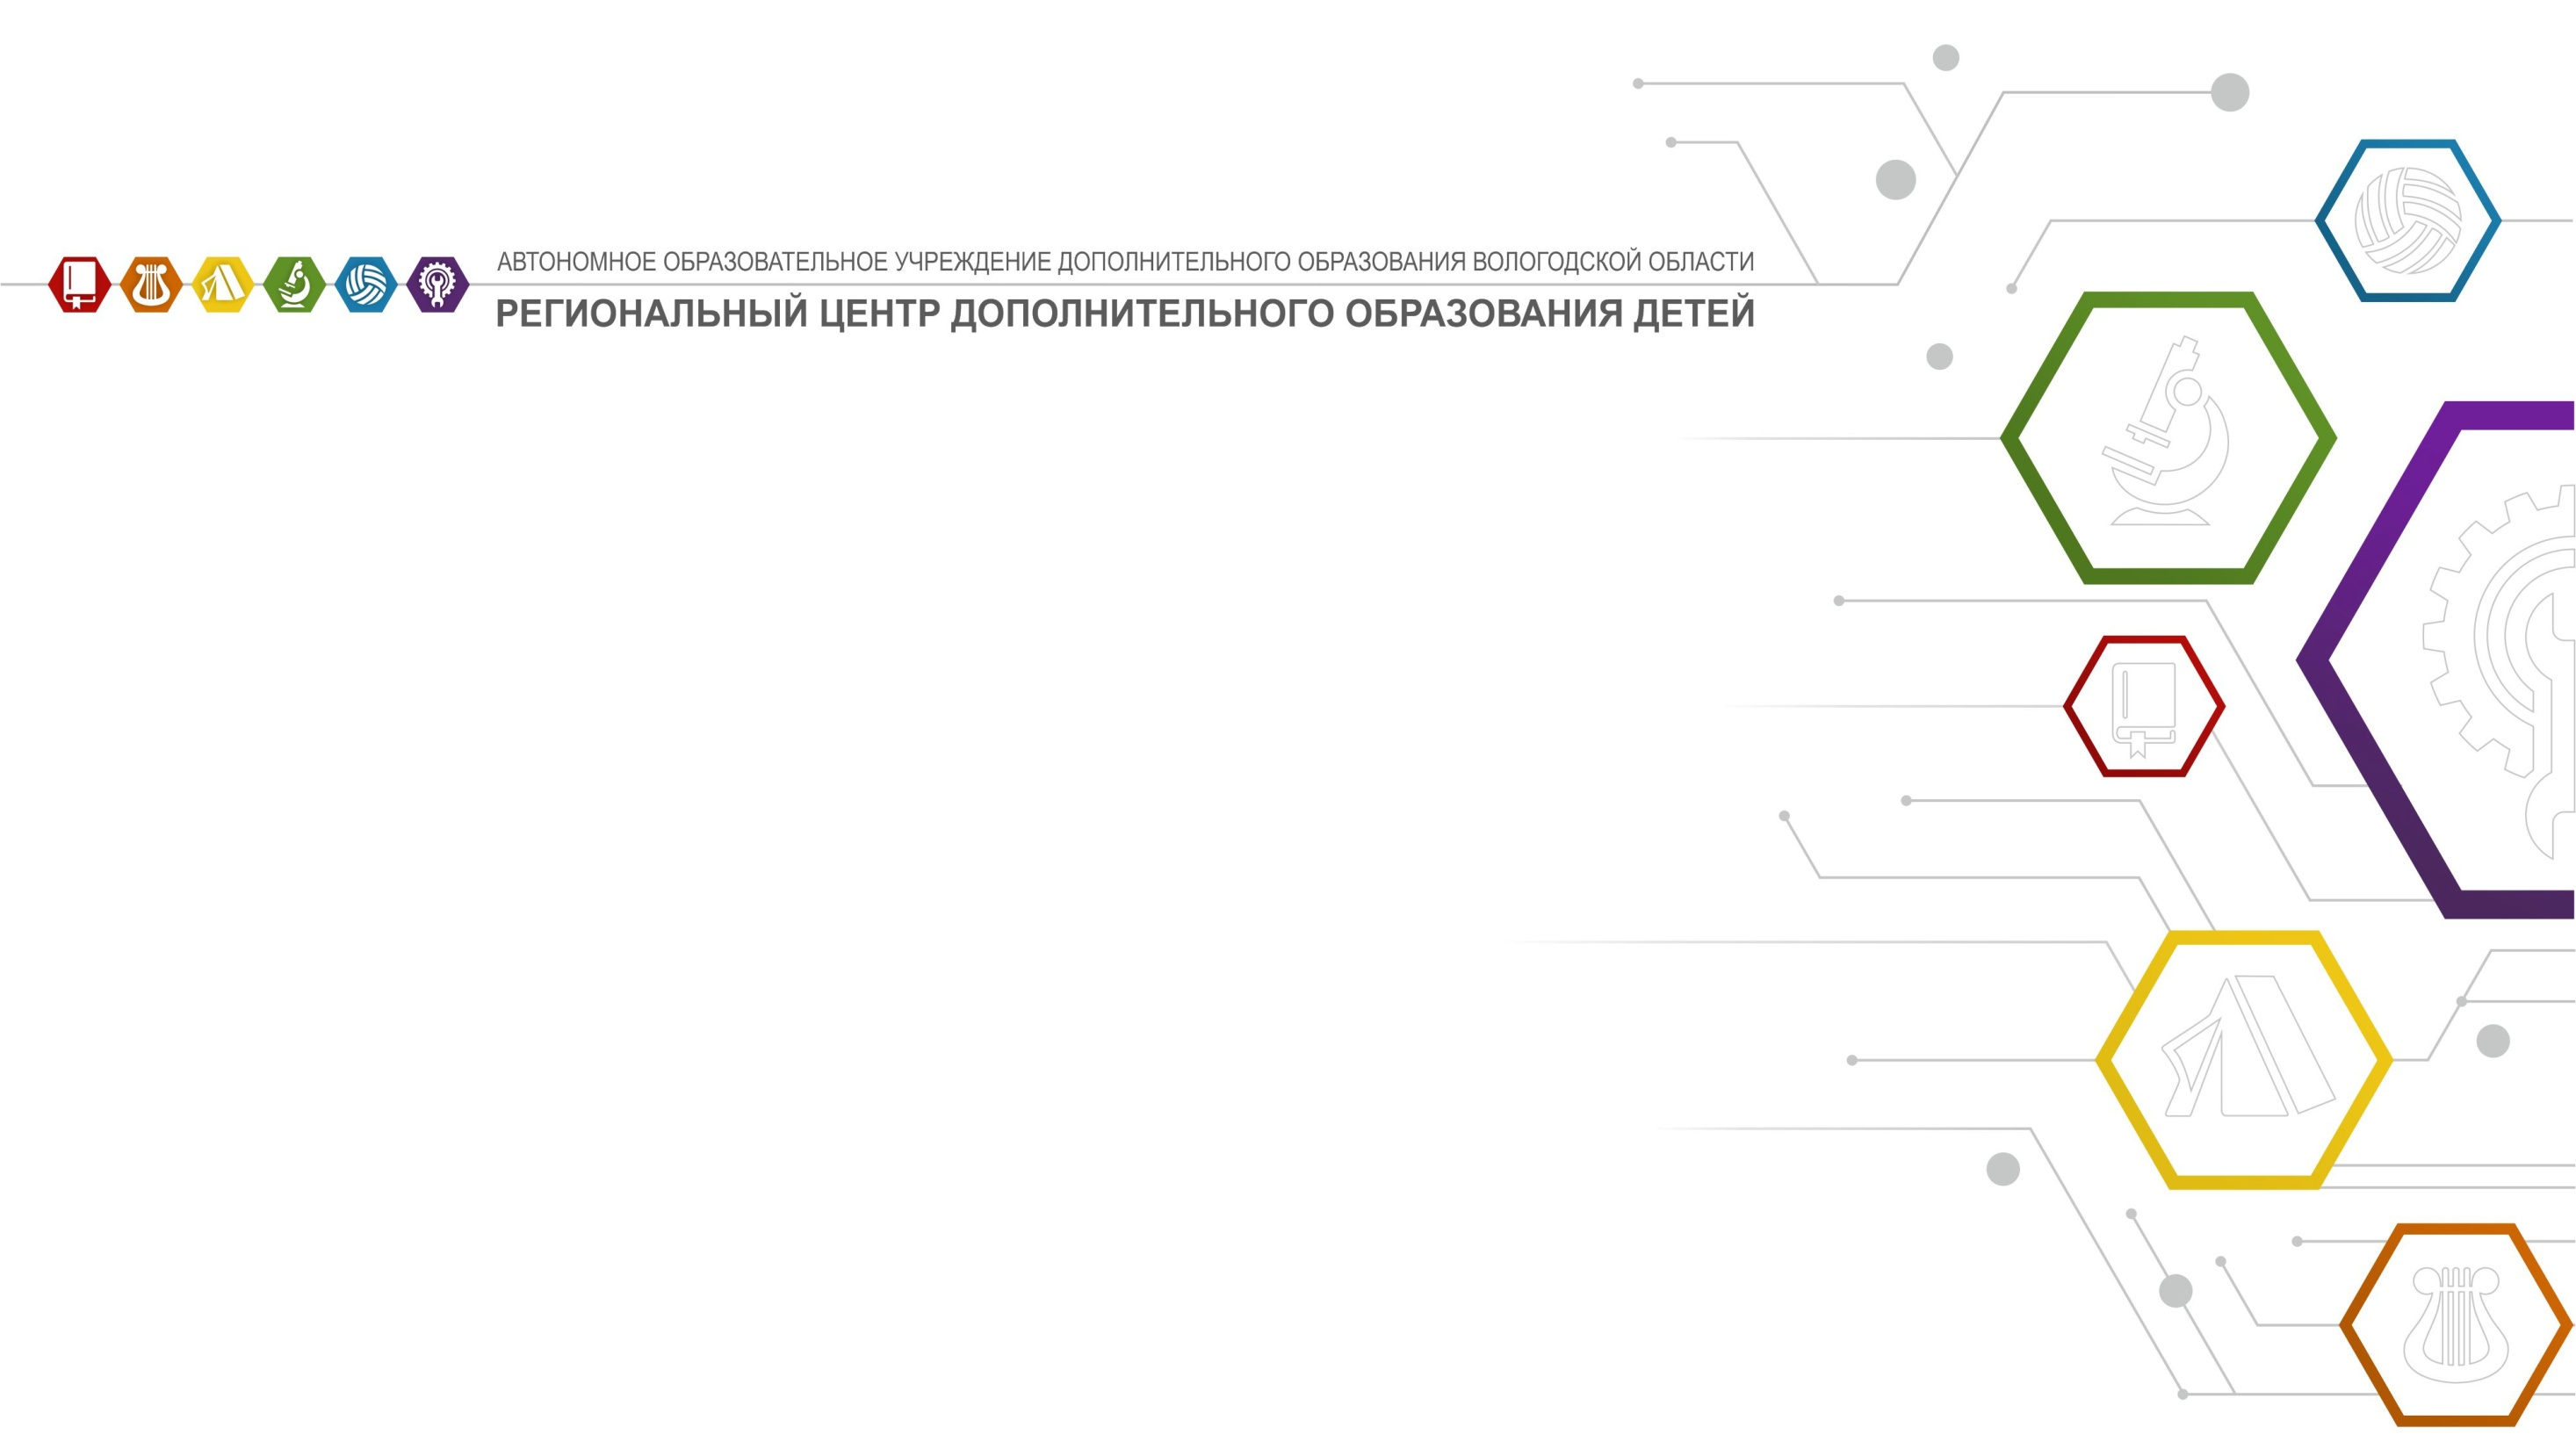 АВТОНОМНОЕ ОБРАЗОВАТЕЛЬНОЕ УЧРЕЖДЕНИЕ ДОПОЛНИТЕЛЬНОГО ОБРАЗОВАНИЯ ВОЛОГОДСКОЙ ОБЛАСТИ
РЕГИОНАЛЬНЫЙ ЦЕНТР ДОПОЛНИТЕЛЬНОГО ОБРАЗОВАНИЯ ДЕТЕЙ